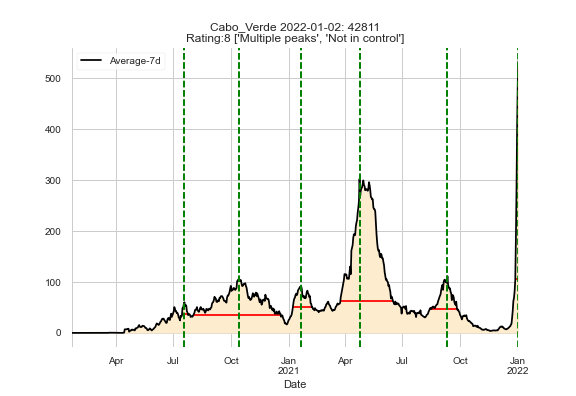 Cabo_Verde 2022-01-02: 42811
Rating:8 ['Multiple peaks', 'Not in control']
Average-7d
500
400
300
200
100
0
Apr Jul Oct Jan Apr Jul Oct Jan
2021 2022
Date